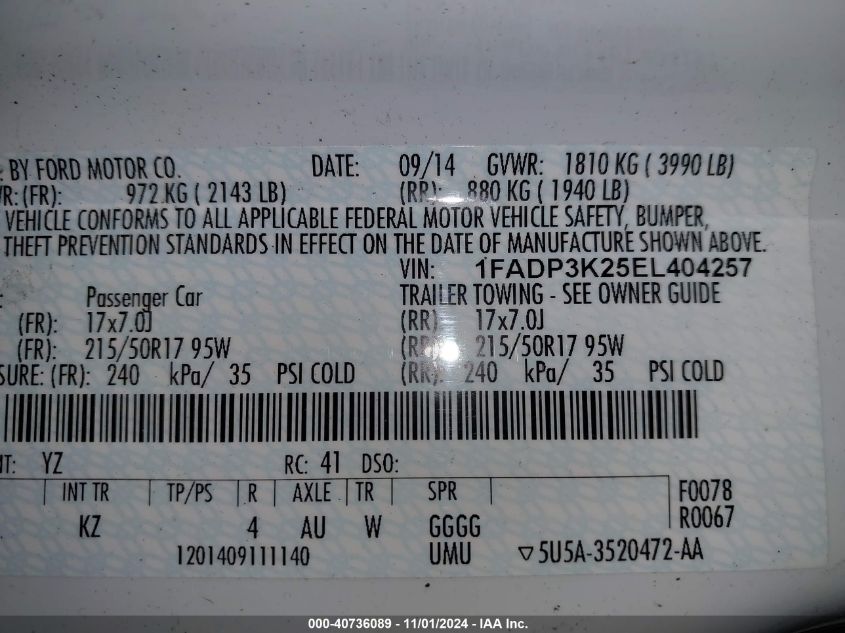 : BY FORD MOTOR CO. DATE: 09/14 GVWR: 1810 KG ( 3990 LB)
WR: (FR): 972 KG ( 2143 LB) (RR): 880 KG ( 1940 LB)
VEHICLE CONFORMS TO ALL APPLICABLE FEDERAL MOTOR VEHICLE SAFETY, BUMPER,
THEFT PREVENTION STANDARDS IN EFFECT ON THE DATE OF MANUFACTURE SHOWN ABOVE.
VIN: 1FADP3K25EL404257
: Passenger Car TRAILER TOWING - SEE OWNER GUIDE
(FR): 17x7.0J (RR) 17x7.0J
(FR): 215/50R17 95W (RR) 215/50R17 95W
SURE: (FR): 240 kPa/ 35 PSI COLD (RR): 240 kPa/ 35 PSI COLD
NT: YZ RC: 41 DSO:
INT TR TP/PS R AXLE TR SPR F0078
KZ 4 AU W GGGG R0067
1201409111140 UMU ▽5U5A-3520472-AA
000-40736089 - 11/01/2024 - IAA Inc.